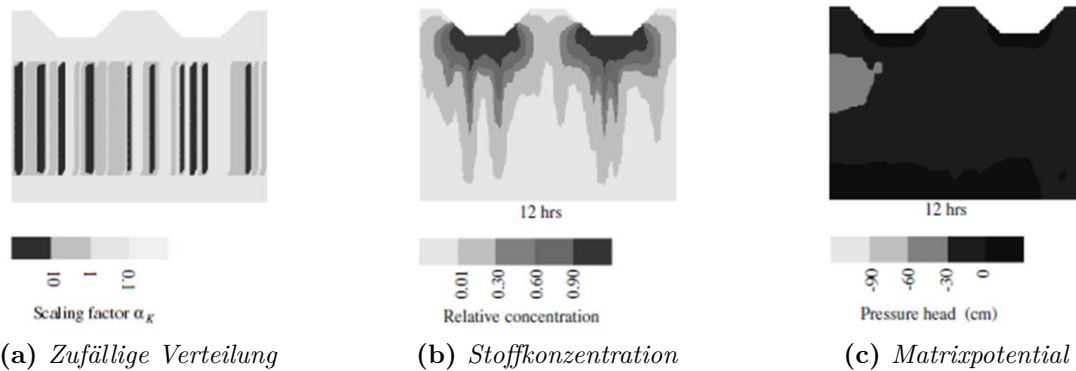 12 hrs
12 hrs
10
1
0.1
0.01
0.30
0.60
0.90
-90
-60
-30
0
Scaling factor αK
Relative concentration
Pressure head (cm)
(a) Zufällige Verteilung
(b) Stoffkonzentration
(c) Matrixpotential